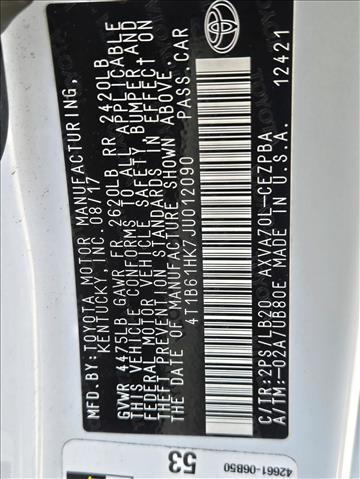 MFD.BY:TOYOTA MOTOR MANUFACTURING,
KENTUCKY, INC. 08/17
GVWR 4475LB GAWR FR 2620LB RR 2420LB
THIS VEHICLE CONFORMS TO ALL APPLICABLE
FEDERAL MOTOR VEHICLE SAFETY, BUMPER, AND
THEFT PREVENTION STANDARDS IN EFFECT ON
THE DATE OF MANUFACTURE SHOWN ABOVE.
4T1B61HK7JU012090 PASS.CAR
C/TR:2PS/LB20 AXVA70L-CEZPBA
A/TM:-02A/UB80E MADE IN U.S.A. 12421
53
42661-06B50